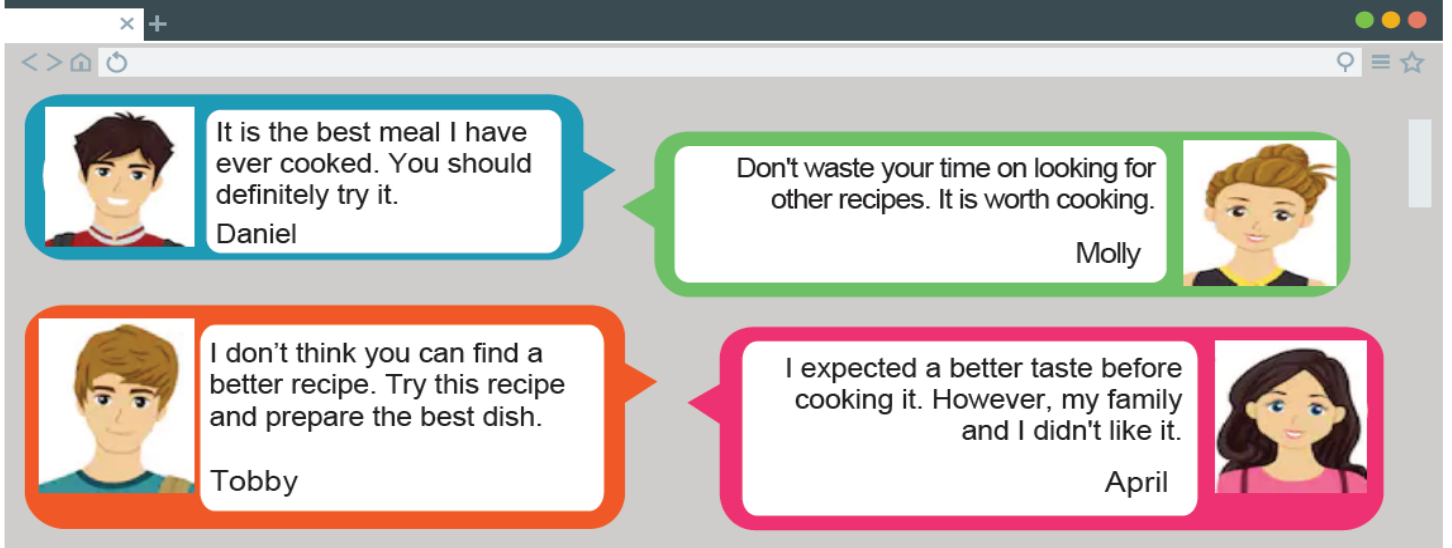 It is the best meal I have
ever cooked. You should
definitely try it.
Daniel
Don't waste your time on looking for
other recipes. It is worth cooking.
Molly
I don’t think you can find a
better recipe. Try this recipe
and prepare the best dish.
Tobby
I expected a better taste before
cooking it. However, my family
and I didn't like it.
April